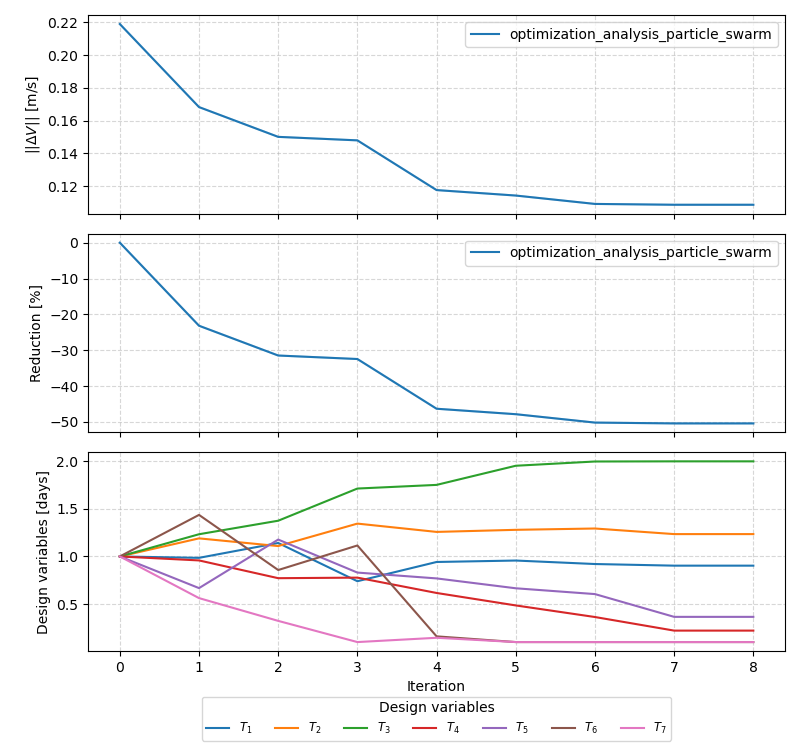 0.22
0.20
0.18
0.16
0.14
0.12
||ΔV|| [m/s]
optimization_analysis_particle_swarm
0
−10
−20
−30
−40
−50
Reduction [%]
optimization_analysis_particle_swarm
2.0
1.5
1.0
0.5
Design variables [days]
0 1 2 3 4 5 6 7 8
Iteration
Design variables
T₁ T₂ T₃ T₄ T₅ T₆ T₇